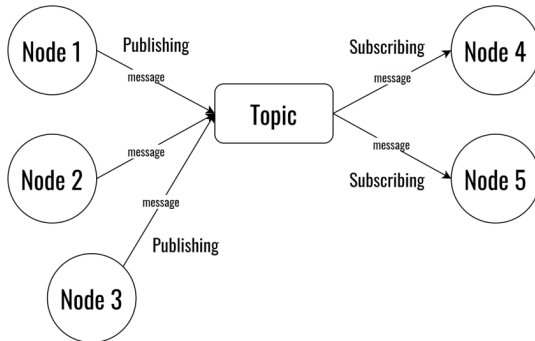 Node 1
Publishing
message
Node 2
message
message
Publishing
Node 3
Topic
Subscribing
message
Node 4
message
Subscribing
Node 5